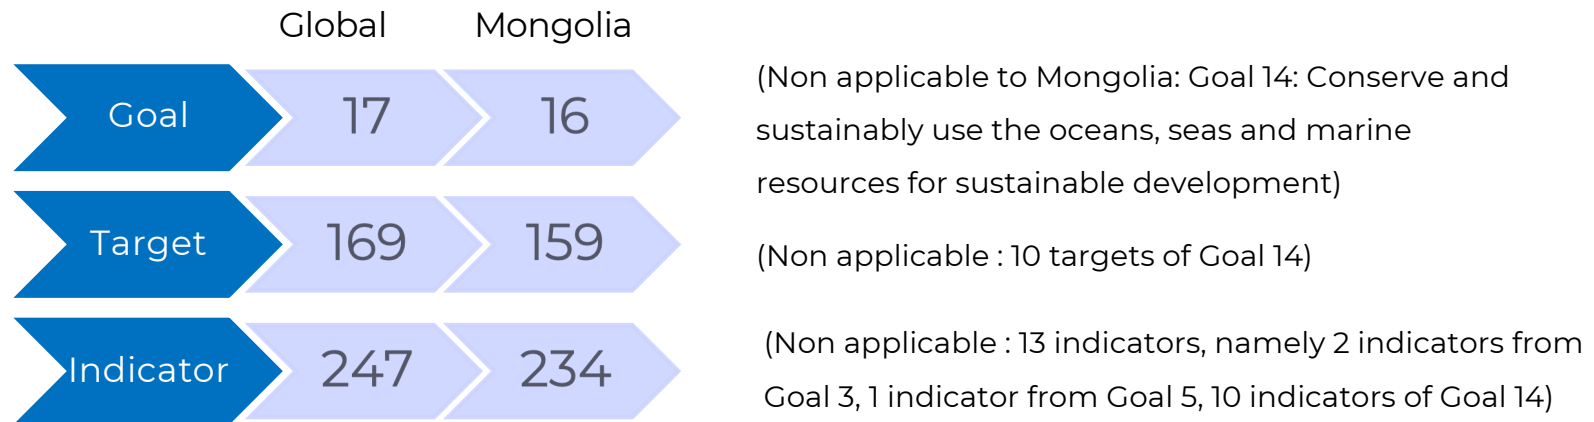 Global Mongolia
Goal 17 16
(Non applicable to Mongolia: Goal 14: Conserve and
sustainably use the oceans, seas and marine
resources for sustainable development)
Target 169 159
(Non applicable : 10 targets of Goal 14)
Indicator 247 234
(Non applicable : 13 indicators, namely 2 indicators from
Goal 3, 1 indicator from Goal 5, 10 indicators of Goal 14)